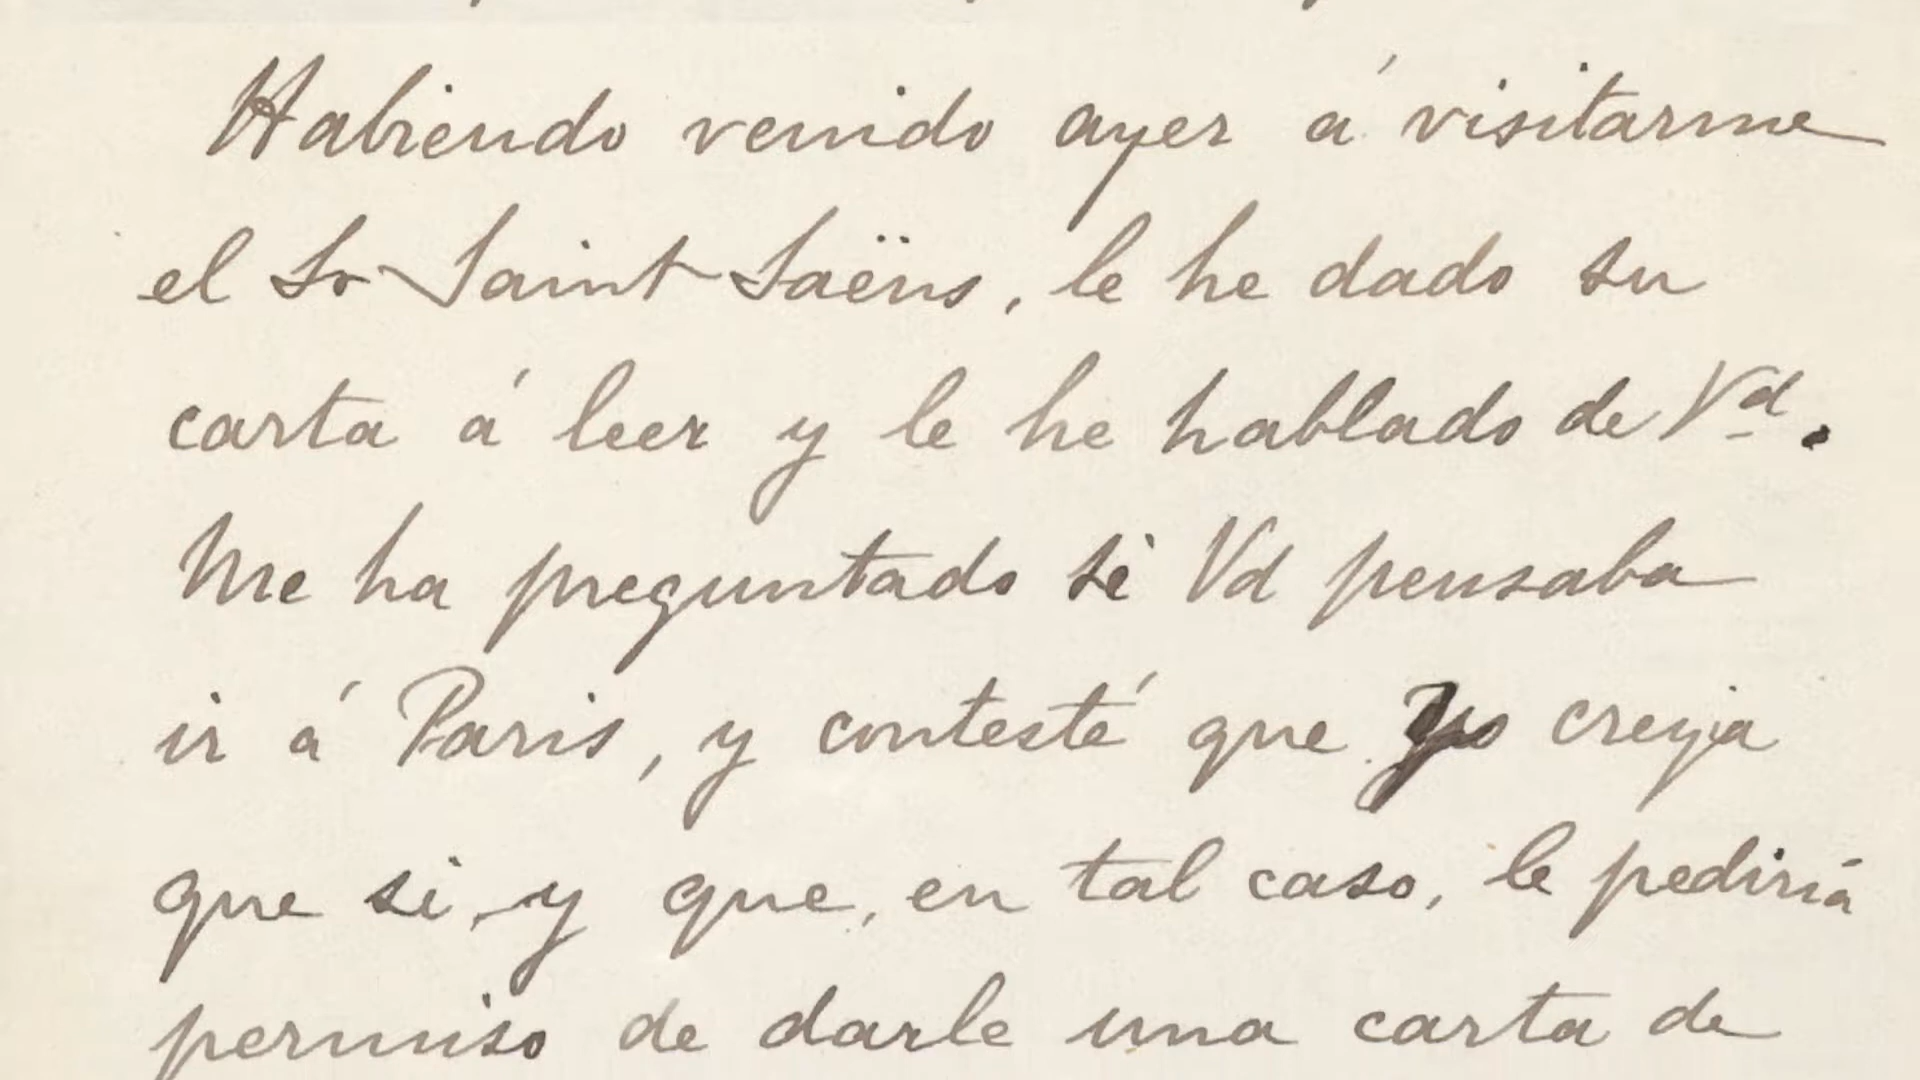 Habiendo venido ayer á visitarme
el Sr Saint Saëns, le he dado su
carta á leer y le he hablado de Vd.
Me ha preguntado si Vd pensaba
ir á Paris, y contesté que yo creyia
que si, y que, en tal caso, le pediria
permiso de darle una carta de